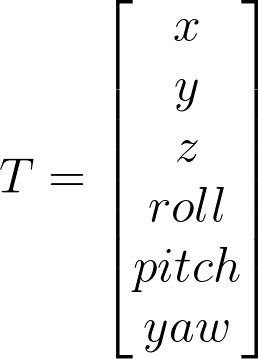 x
y
z
T =
roll
pitch
yaw